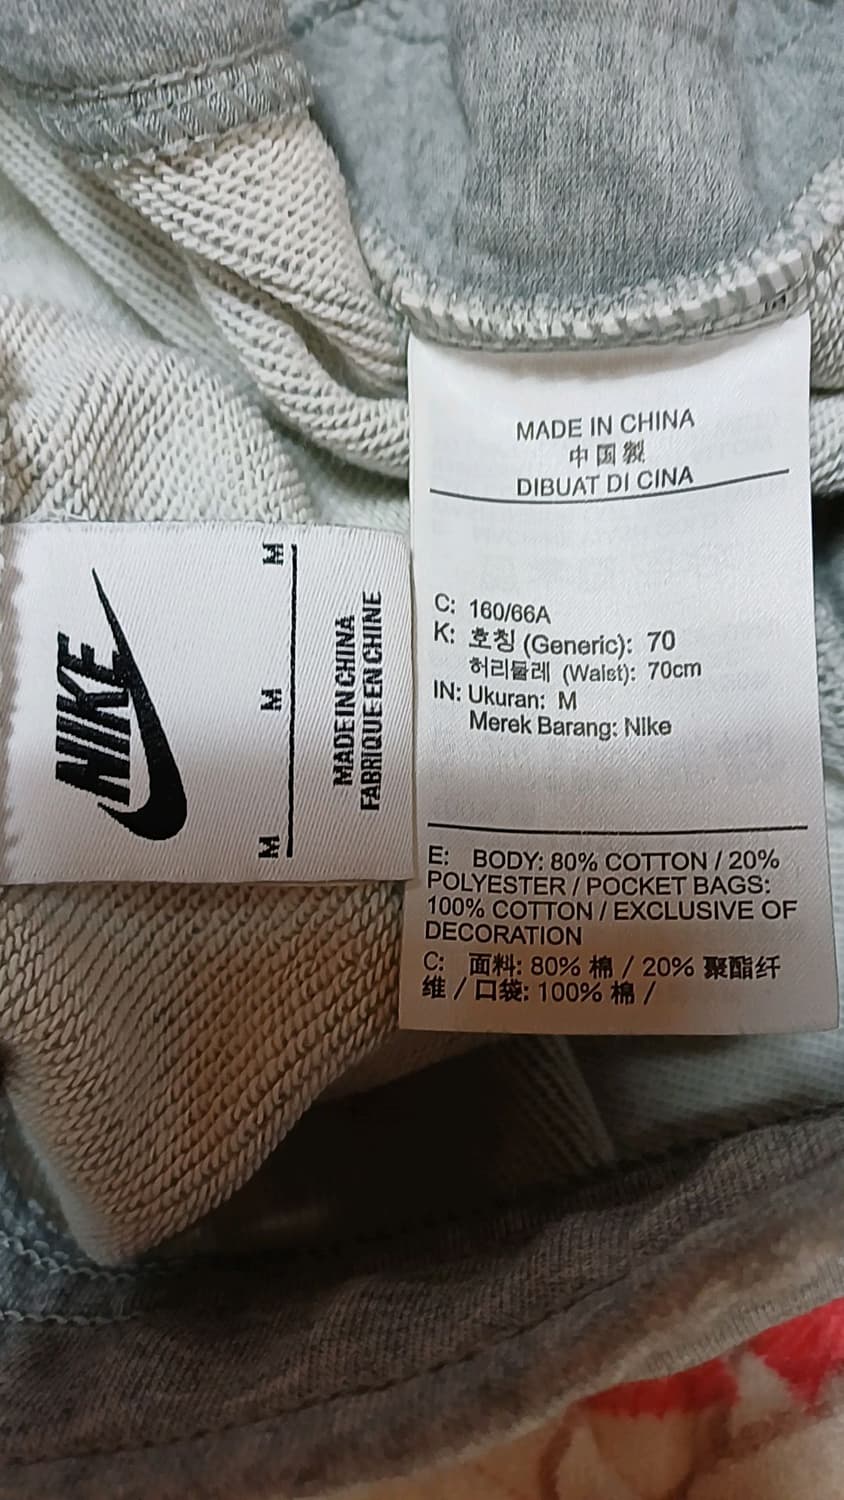 MADE IN CHINA
中国製
DIBUAT DI CINA
C: 160/66A
K: 호칭 (Generic): 70
허리둘레 (Waist): 70cm
IN: Ukuran: M
Merek Barang: Nike
E: BODY: 80% COTTON / 20%
POLYESTER / POCKET BAGS:
100% COTTON / EXCLUSIVE OF
DECORATION
C: 面料: 80% 棉 / 20% 聚酯纤
维 / 口袋: 100% 棉 /
NIKE
M M M
MADE IN CHINA
FABRIQUE EN CHINE